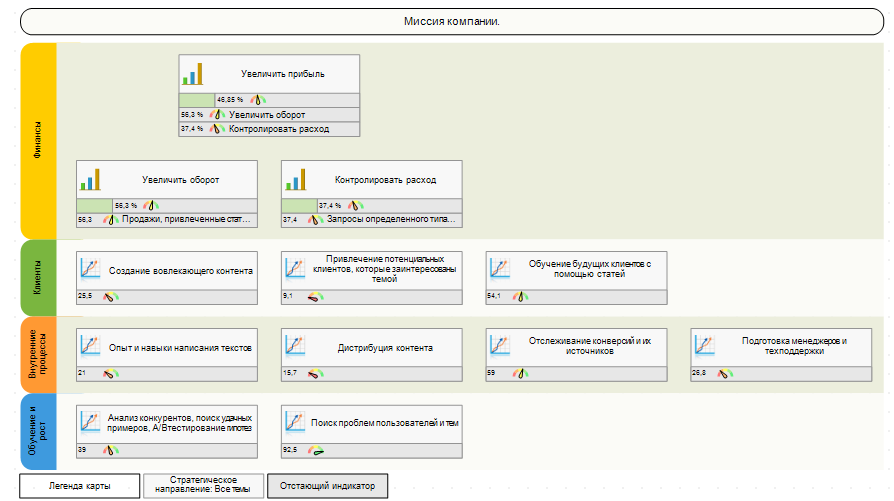 Миссия компании.
Финансы
Увеличить прибыль
46,85 %
56,3 % Увеличить оборот
37,4 % Контролировать расход
Увеличить оборот
56,3 %
56,3 Продажи, привлеченные стат...
Контролировать расход
37,4 %
37,4 Запросы определенного типа...
Клиенты
Создание вовлекающего контента
25,5
Привлечение потенциальных
клиентов, которые заинтересованы
темой
9,1
Обучение будущих клиентов с
помощью статей
54,1
Внутренние
процессы
Опыт и навыки написания текстов
21
Дистрибуция контента
15,7
Отслеживание конверсий и их
источников
59
Подготовка менеджеров и
техподдержки
26,8
Обучение и
рост
Анализ конкурентов, поиск удачных
примеров, А/Втестирование гипотез
39
Поиск проблем пользователей и тем
92,5
Легенда карты
Стратегическое
направление: Все темы
Отстающий индикатор